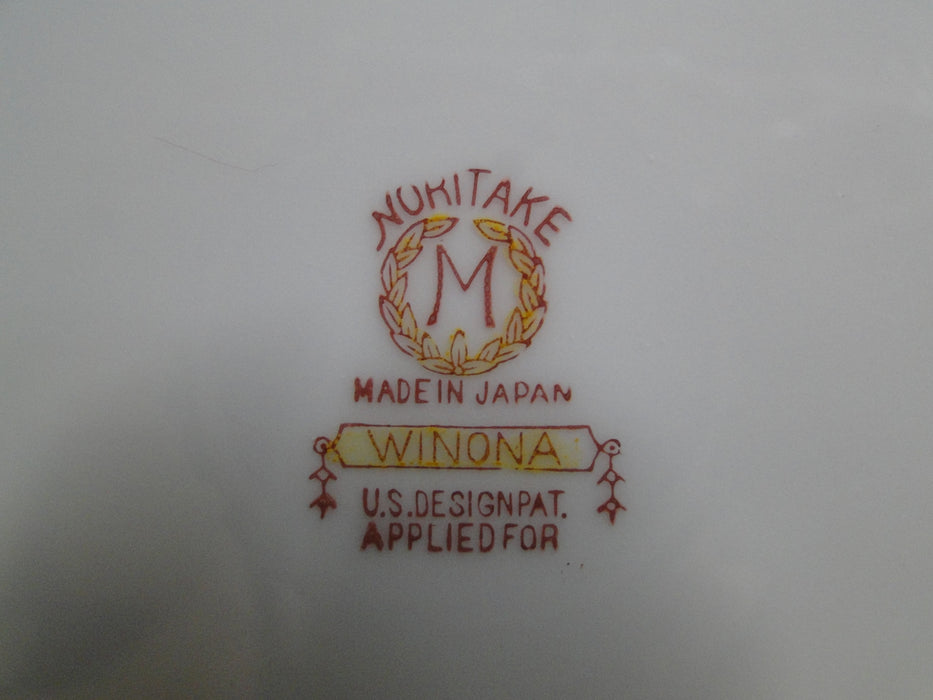 NORITAKE
M
MADE IN JAPAN
WINONA
U.S. DESIGN PAT.
APPLIED FOR